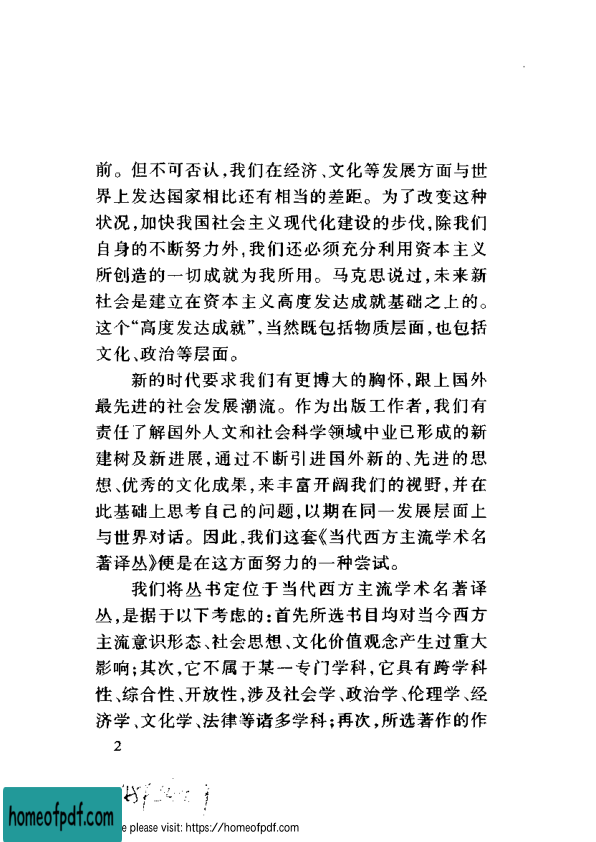 前。但不可否认,我们在经济、文化等发展方面与世
界上发达国家相比还有相当的差距。为了改变这种
状况,加快我国社会主义现代化建设的步伐,除我们
自身的不断努力外,我们还必须充分利用资本主义
所创造的一切成就为我所用。马克思说过,未来新
社会是建立在资本主义高度发达成就基础之上的。
这个“高度发达成就”,当然既包括物质层面,也包括
文化、政治等层面。
新的时代要求我们有更博大的胸怀,跟上国外
最先进的社会发展潮流。作为出版工作者,我们有
责任了解国外人文和社会科学领域中业已形成的新
建树及新进展,通过不断引进国外新的、先进的思
想、优秀的文化成果,来丰富开阔我们的视野,并在
此基础上思考自己的问题,以期在同一发展层面上
与世界对话。因此,我们这套《当代西方主流学术名
著译丛》便是在这方面努力的一种尝试。
我们将丛书定位于当代西方主流学术名著译
丛,是据于以下考虑的:首先所选书目均对当今西方
主流意识形态、社会思想、文化价值观念产生过重大
影响;其次,它不属于某一专门学科,它具有跨学科
性、综合性、开放性,涉及社会学、政治学、伦理学、经
济学、文化学、法律等诸多学科;再次,所选著作的作
2
homeofpdf.com
e please visit: https://homeofpdf.com